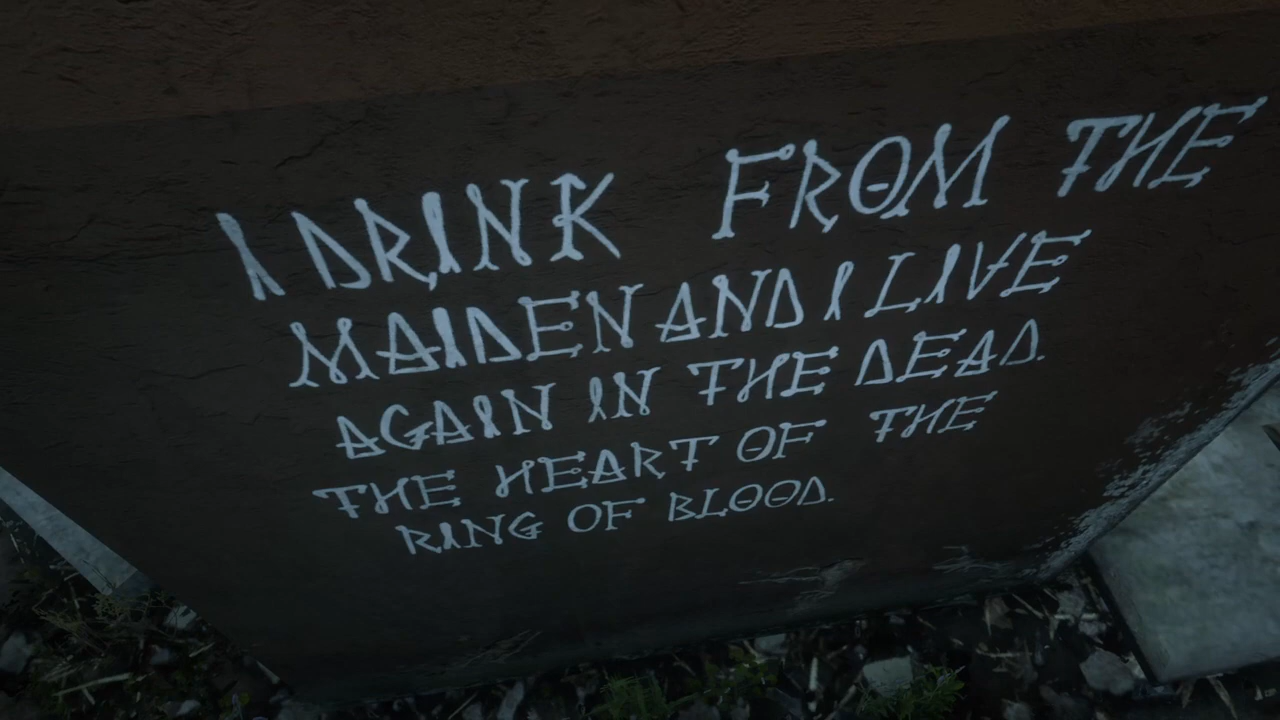 I DRINK FROM THE
MAIDEN AND I LIVE
AGAIN IN THE DEAD.
THE HEART OF THE
RING OF BLOOD.